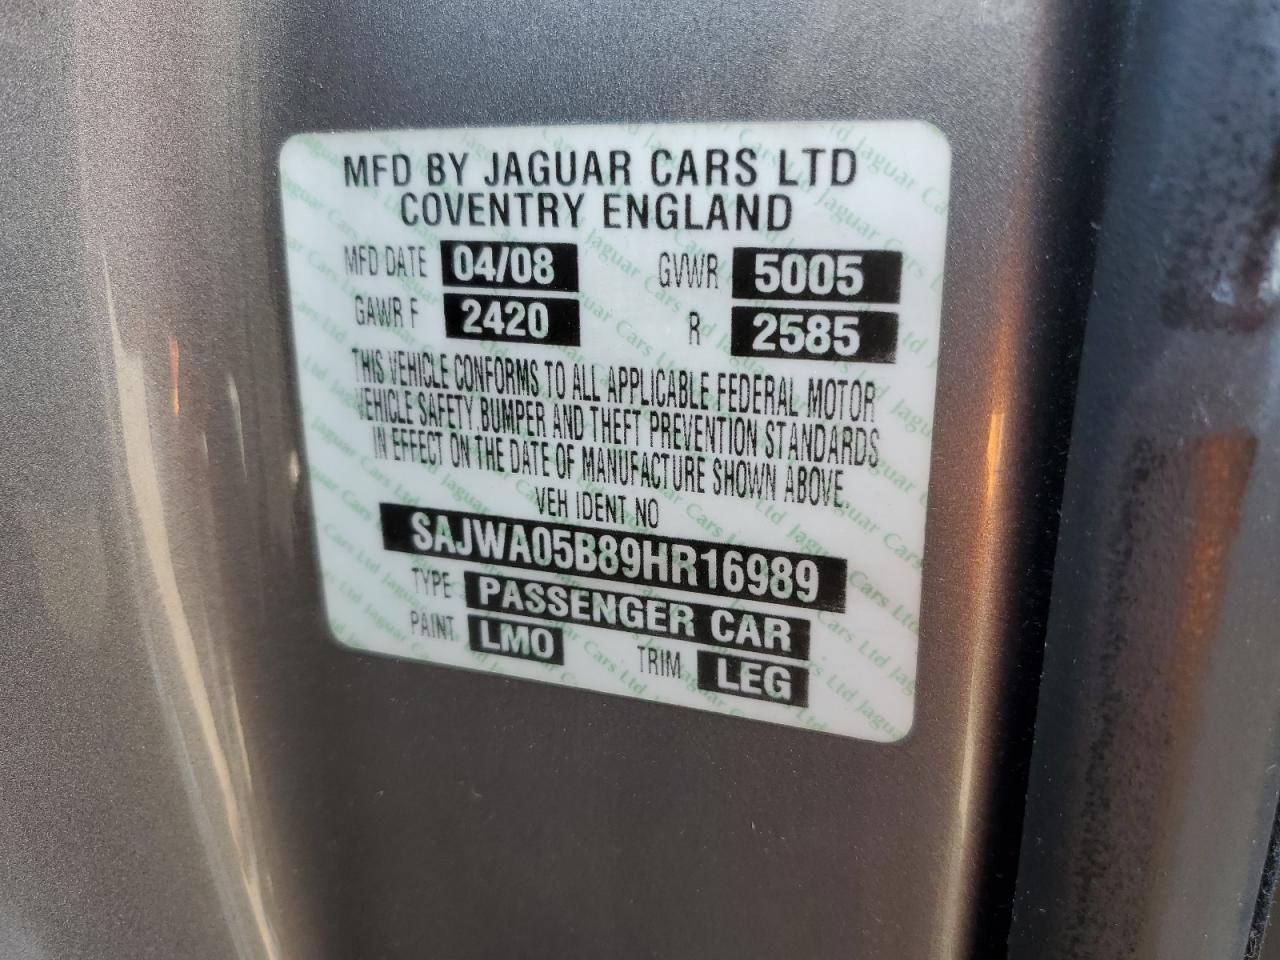 MFD BY JAGUAR CARS LTD
COVENTRY ENGLAND
MFD DATE 04/08 GVWR 5005
GAWR F 2420 R 2585
THIS VEHICLE CONFORMS TO ALL APPLICABLE FEDERAL MOTOR
VEHICLE SAFETY, BUMPER AND THEFT PREVENTION STANDARDS
IN EFFECT ON THE DATE OF MANUFACTURE SHOWN ABOVE.
VEH IDENT NO
SAJWA05B89HR16989
TYPE PASSENGER CAR
PAINT LMO TRIM LEG